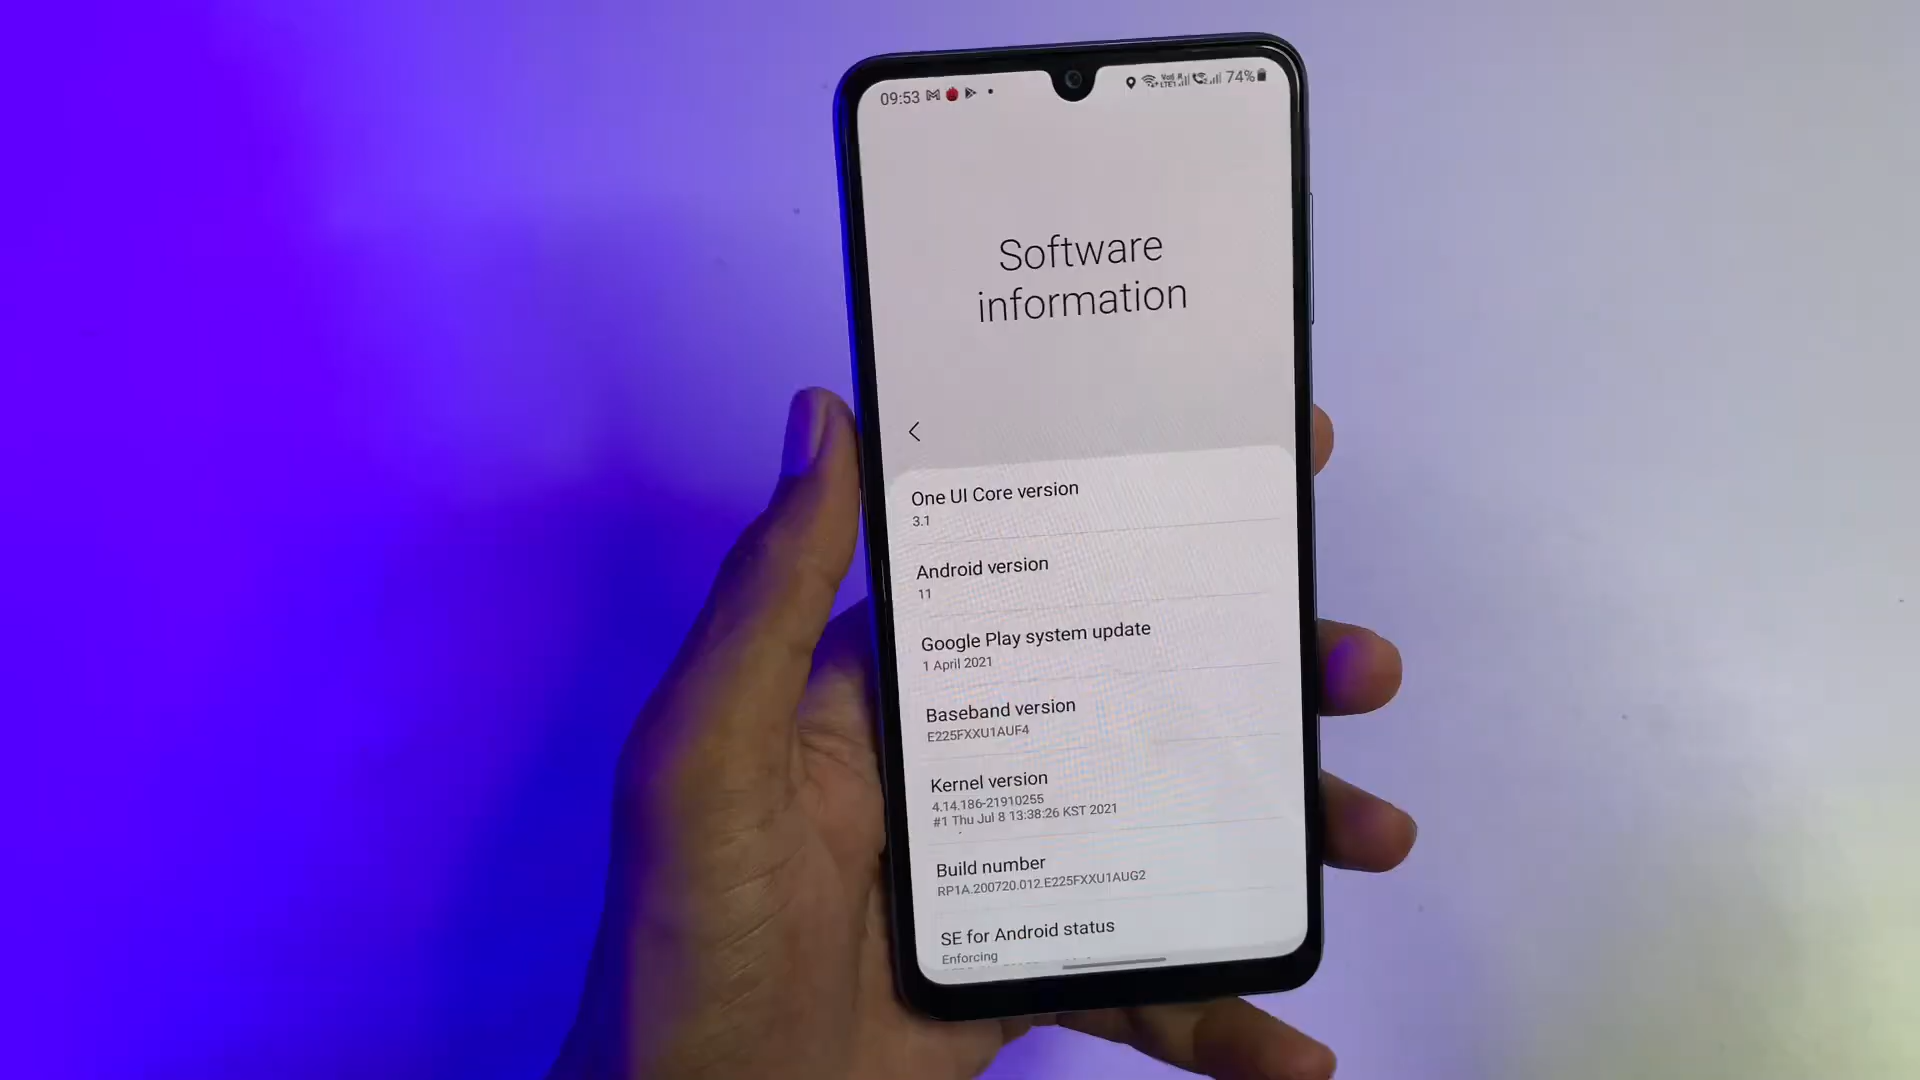 09:53
74%
Software
information
One UI Core version
3.1
Android version
11
Google Play system update
1 April 2021
Baseband version
E225FXXU1AUF4
Kernel version
4.14.186-21910255
#1 Thu Jul 8 13:38:26 KST 2021
Build number
RP1A.200720.012.E225FXXU1AUG2
SE for Android status
Enforcing